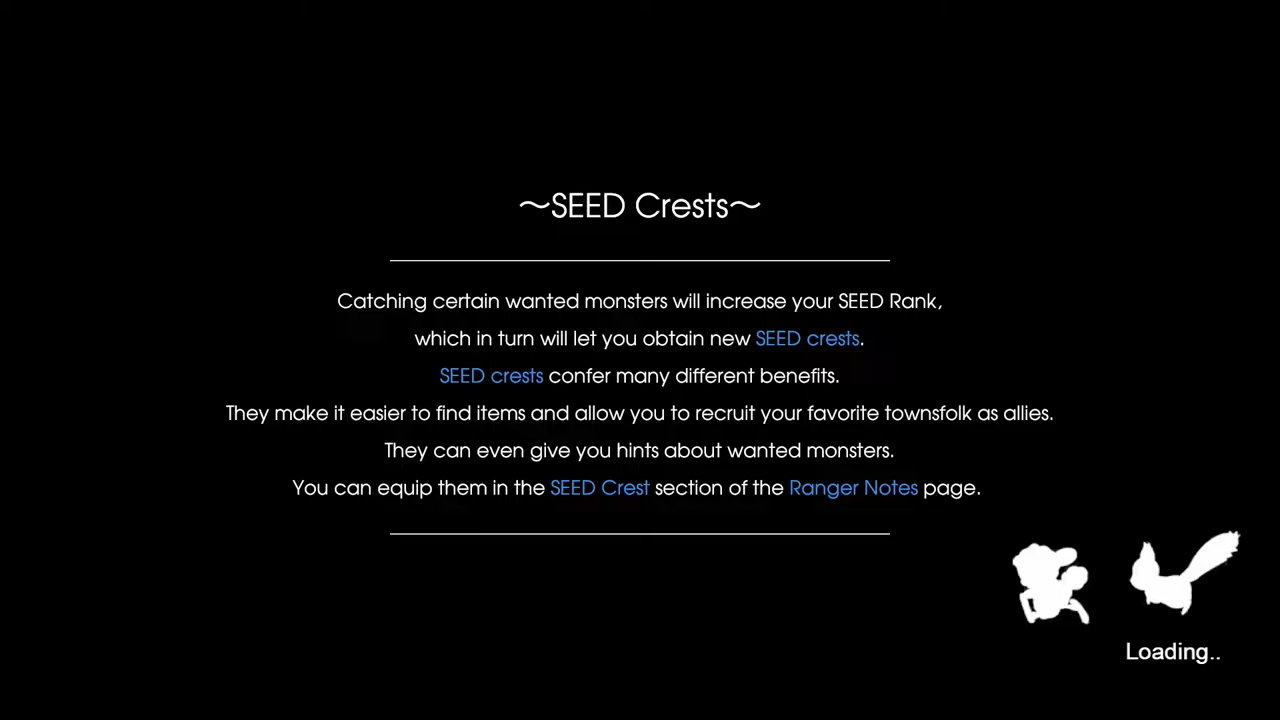 ～SEED Crests～
Catching certain wanted monsters will increase your SEED Rank,
which in turn will let you obtain new SEED crests.
SEED crests confer many different benefits.
They make it easier to find items and allow you to recruit your favorite townsfolk as allies.
They can even give you hints about wanted monsters.
You can equip them in the SEED Crest section of the Ranger Notes page.
Loading..